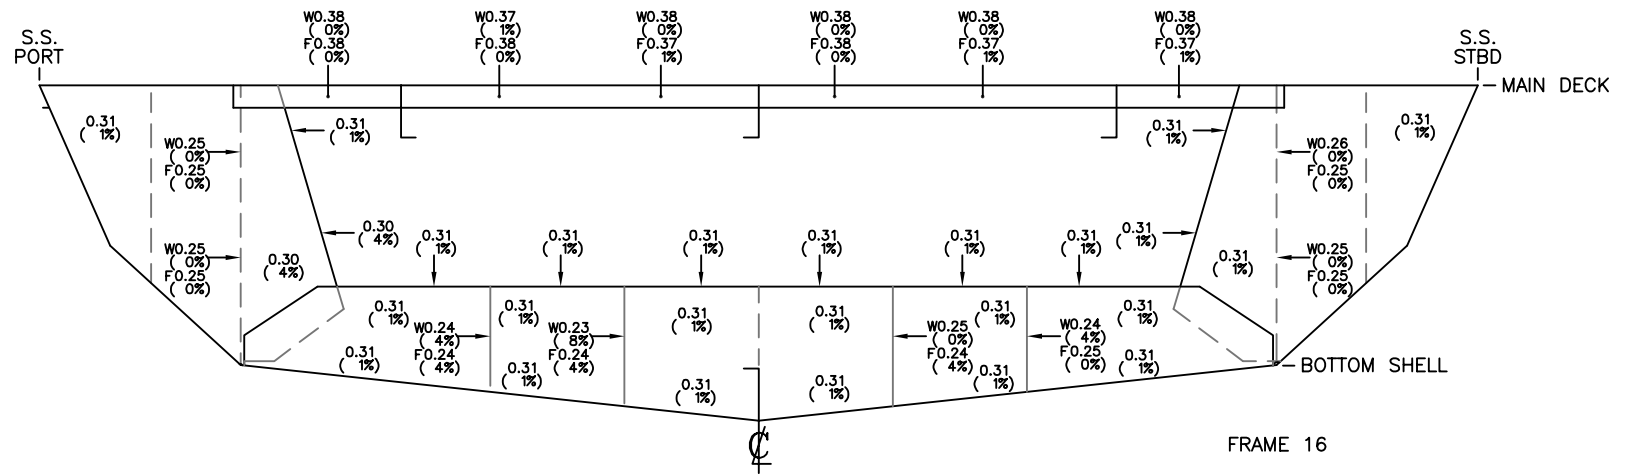 W0.38
( 0%)
F0.38
( 0%)
W0.37
( 1%)
F0.38
( 0%)
W0.38
( 0%)
F0.37
( 1%)
W0.38
( 0%)
F0.38
( 0%)
W0.38
( 0%)
F0.37
( 1%)
W0.38
( 0%)
F0.37
( 1%)
S.S.
PORT
S.S.
STBD
MAIN DECK
0.31
( 1%)
W0.25
( 0%)
F0.25
( 0%)
0.31
( 1%)
0.31
( 1%)
W0.26
( 0%)
F0.25
( 0%)
0.31
( 1%)
W0.25
( 0%)
F0.25
( 0%)
0.30
( 4%)
0.30
( 4%)
0.31
( 1%)
0.31
( 1%)
0.31
( 1%)
0.31
( 1%)
0.31
( 1%)
0.31
( 1%)
0.31
( 1%)
0.31
( 1%)
W0.25
( 0%)
F0.25
( 0%)
0.31
( 1%)
0.31
( 1%)
0.31
( 1%)
0.31
( 1%)
0.31
( 1%)
0.31
( 1%)
W0.24
( 4%)
F0.24
( 4%)
W0.23
( 8%)
F0.24
( 4%)
W0.25
( 0%)
F0.24
( 4%)
W0.24
( 4%)
F0.25
( 0%)
0.31
( 1%)
0.31
( 1%)
0.31
( 1%)
0.31
( 1%)
0.31
( 1%)
0.31
( 1%)
BOTTOM SHELL
℄
FRAME 16